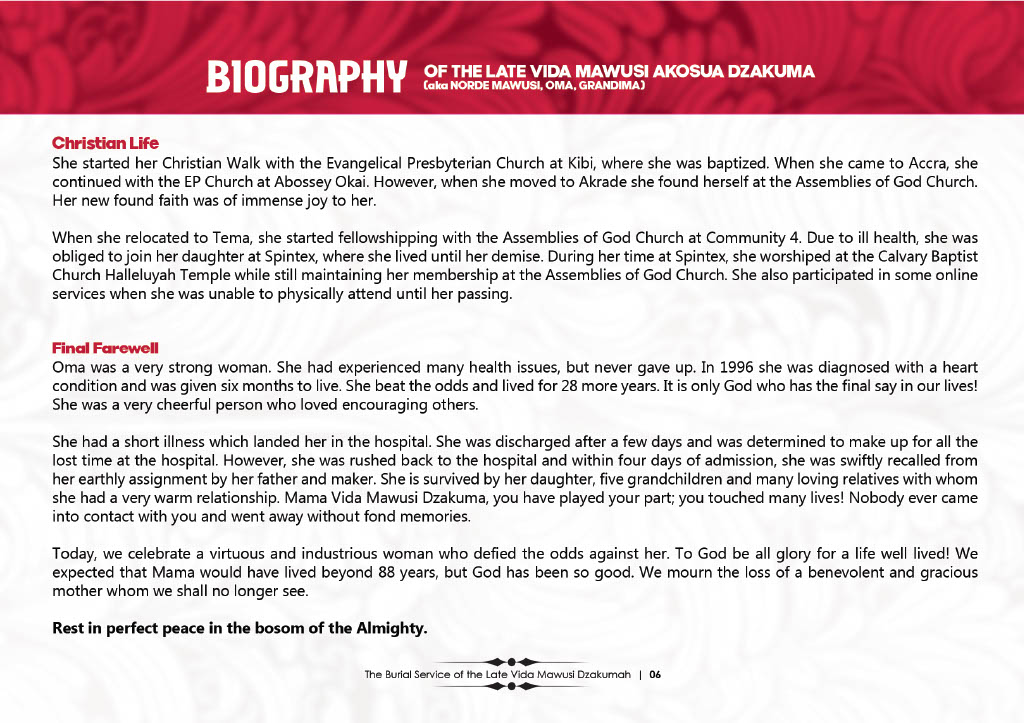 BIOGRAPHY OF THE LATE VIDA MAWUSI AKOSUA DZAKUMA
(aka NORDE MAWUSI, OMA, GRANDIMA)
Christian Life
She started her Christian Walk with the Evangelical Presbyterian Church at Kibi, where she was baptized. When she came to Accra, she
continued with the EP Church at Abossey Okai. However, when she moved to Akrade she found herself at the Assemblies of God Church.
Her new found faith was of immense joy to her.
When she relocated to Tema, she started fellowshipping with the Assemblies of God Church at Community 4. Due to ill health, she was
obliged to join her daughter at Spintex, where she lived until her demise. During her time at Spintex, she worshiped at the Calvary Baptist
Church Halleluyah Temple while still maintaining her membership at the Assemblies of God Church. She also participated in some online
services when she was unable to physically attend until her passing.
Final Farewell
Oma was a very strong woman. She had experienced many health issues, but never gave up. In 1996 she was diagnosed with a heart
condition and was given six months to live. She beat the odds and lived for 28 more years. It is only God who has the final say in our lives!
She was a very cheerful person who loved encouraging others.
She had a short illness which landed her in the hospital. She was discharged after a few days and was determined to make up for all the
lost time at the hospital. However, she was rushed back to the hospital and within four days of admission, she was swiftly recalled from
her earthly assignment by her father and maker. She is survived by her daughter, five grandchildren and many loving relatives with whom
she had a very warm relationship. Mama Vida Mawusi Dzakuma, you have played your part; you touched many lives! Nobody ever came
into contact with you and went away without fond memories.
Today, we celebrate a virtuous and industrious woman who defied the odds against her. To God be all glory for a life well lived! We
expected that Mama would have lived beyond 88 years, but God has been so good. We mourn the loss of a benevolent and gracious
mother whom we shall no longer see.
Rest in perfect peace in the bosom of the Almighty.
The Burial Service of the Late Vida Mawusi Dzakumah | 06